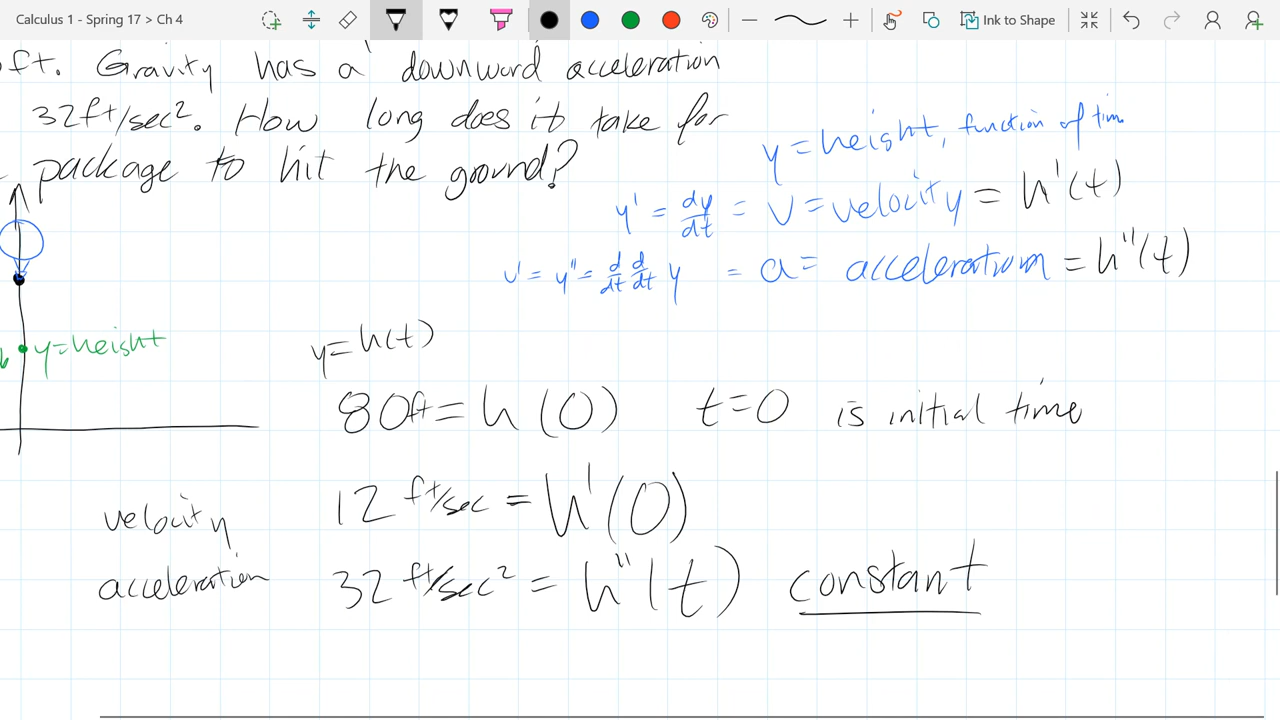 Calculus 1 - Spring 17 > Ch 4
Ink to Shape
ft. Gravity has a downward acceleration
32ft/sec². How long does it take for
package to hit the ground?
y = height, function of time
y' = dy/dt = v = velocity = h'(t)
v' = y'' = d/dt d/dt y = a = acceleration = h''(t)
y=height
y=h(t)
80ft = h(0) t=0 is initial time
velocity 12 ft/sec = h'(0)
acceleration 32 ft/sec² = h''(t) constant